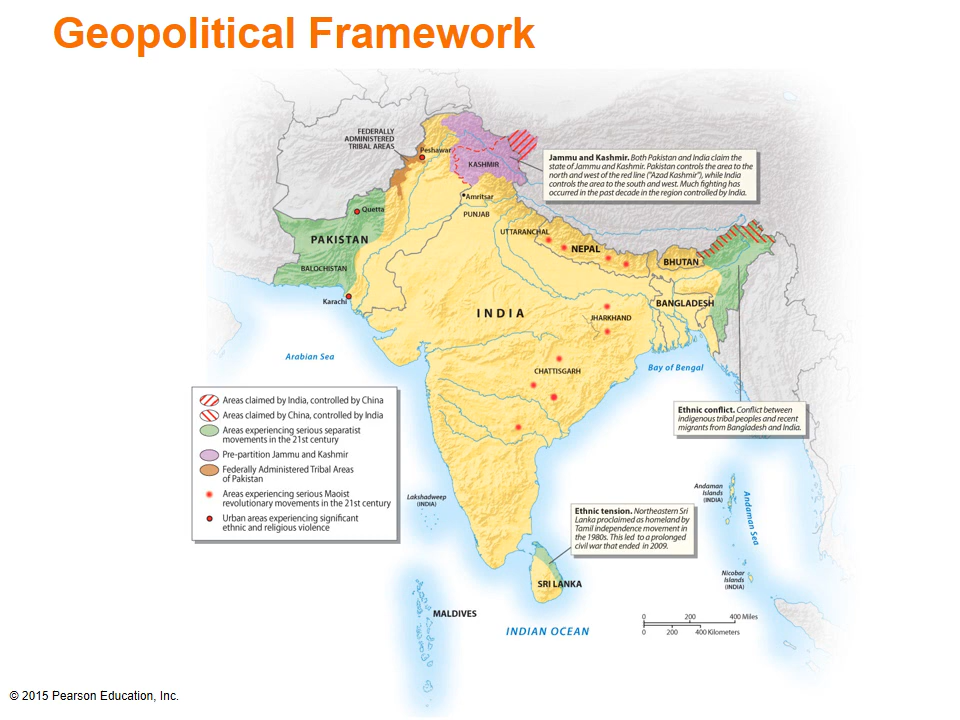 Geopolitical Framework
FEDERALLY
ADMINISTERED
TRIBAL AREAS
Peshawar
KASHMIR
Jammu and Kashmir. Both Pakistan and India claim the
state of Jammu and Kashmir. Pakistan controls the area to the
north and west of the red line ("Azad Kashmir"), while India
controls the area to the south and west. Much fighting has
occurred in the past decade in the region controlled by India.
Amritsar
Quetta
PUNJAB
UTTARANCHAL
PAKISTAN
NEPAL
BHUTAN
BALOCHISTAN
Karachi
BANGLADESH
INDIA
JHARKHAND
Arabian Sea
CHATTISGARH
Bay of Bengal
Areas claimed by India, controlled by China
Areas claimed by China, controlled by India
Areas experiencing serious separatist
movements in the 21st century
Pre-partition Jammu and Kashmir
Federally Administered Tribal Areas
of Pakistan
Areas experiencing serious Maoist
revolutionary movements in the 21st century
Urban areas experiencing significant
ethnic and religious violence
Ethnic conflict. Conflict between
indigenous tribal peoples and recent
migrants from Bangladesh and India.
Lakshadweep
(INDIA)
Andaman
Islands
(INDIA)
Andaman Sea
Ethnic tension. Northeastern Sri
Lanka proclaimed as homeland by
Tamil independence movement in
the 1980s. This led to a prolonged
civil war that ended in 2009.
Nicobar
Islands
(INDIA)
SRI LANKA
MALDIVES
INDIAN OCEAN
0 200 400 Miles
0 200 400 Kilometers
© 2015 Pearson Education, Inc.